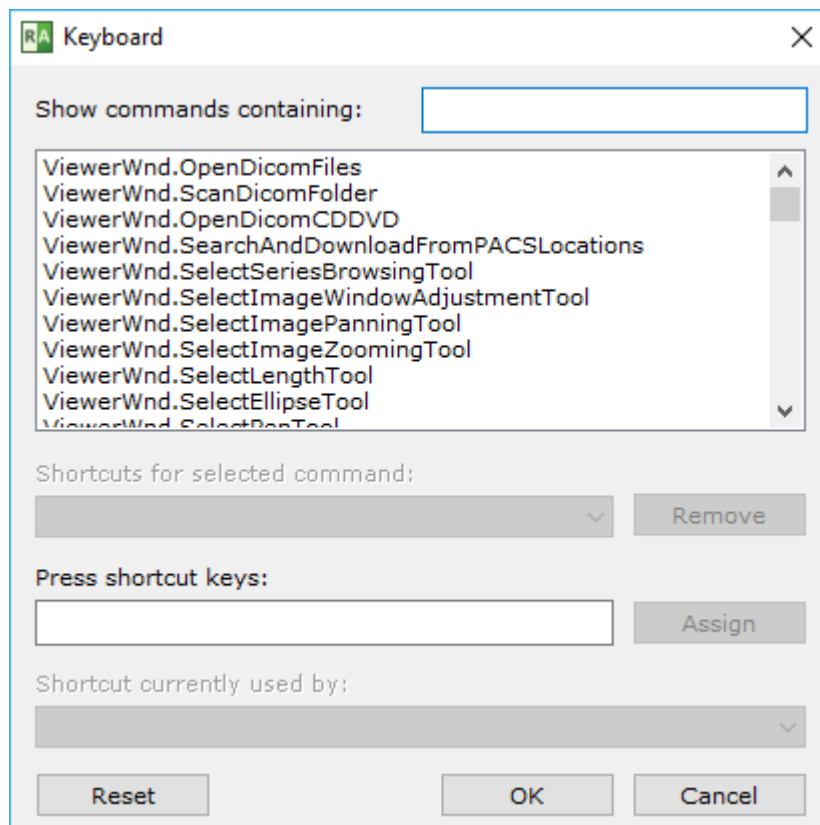 RA Keyboard
Show commands containing:
ViewerWnd.OpenDicomFiles
ViewerWnd.ScanDicomFolder
ViewerWnd.OpenDicomCDDVD
ViewerWnd.SearchAndDownloadFromPACSLocations
ViewerWnd.SelectSeriesBrowsingTool
ViewerWnd.SelectImageWindowAdjustmentTool
ViewerWnd.SelectImagePanningTool
ViewerWnd.SelectImageZoomingTool
ViewerWnd.SelectLengthTool
ViewerWnd.SelectEllipseTool
ViewerWnd.SelectPenTool
Shortcuts for selected command:
Remove
Press shortcut keys:
Assign
Shortcut currently used by:
Reset OK Cancel